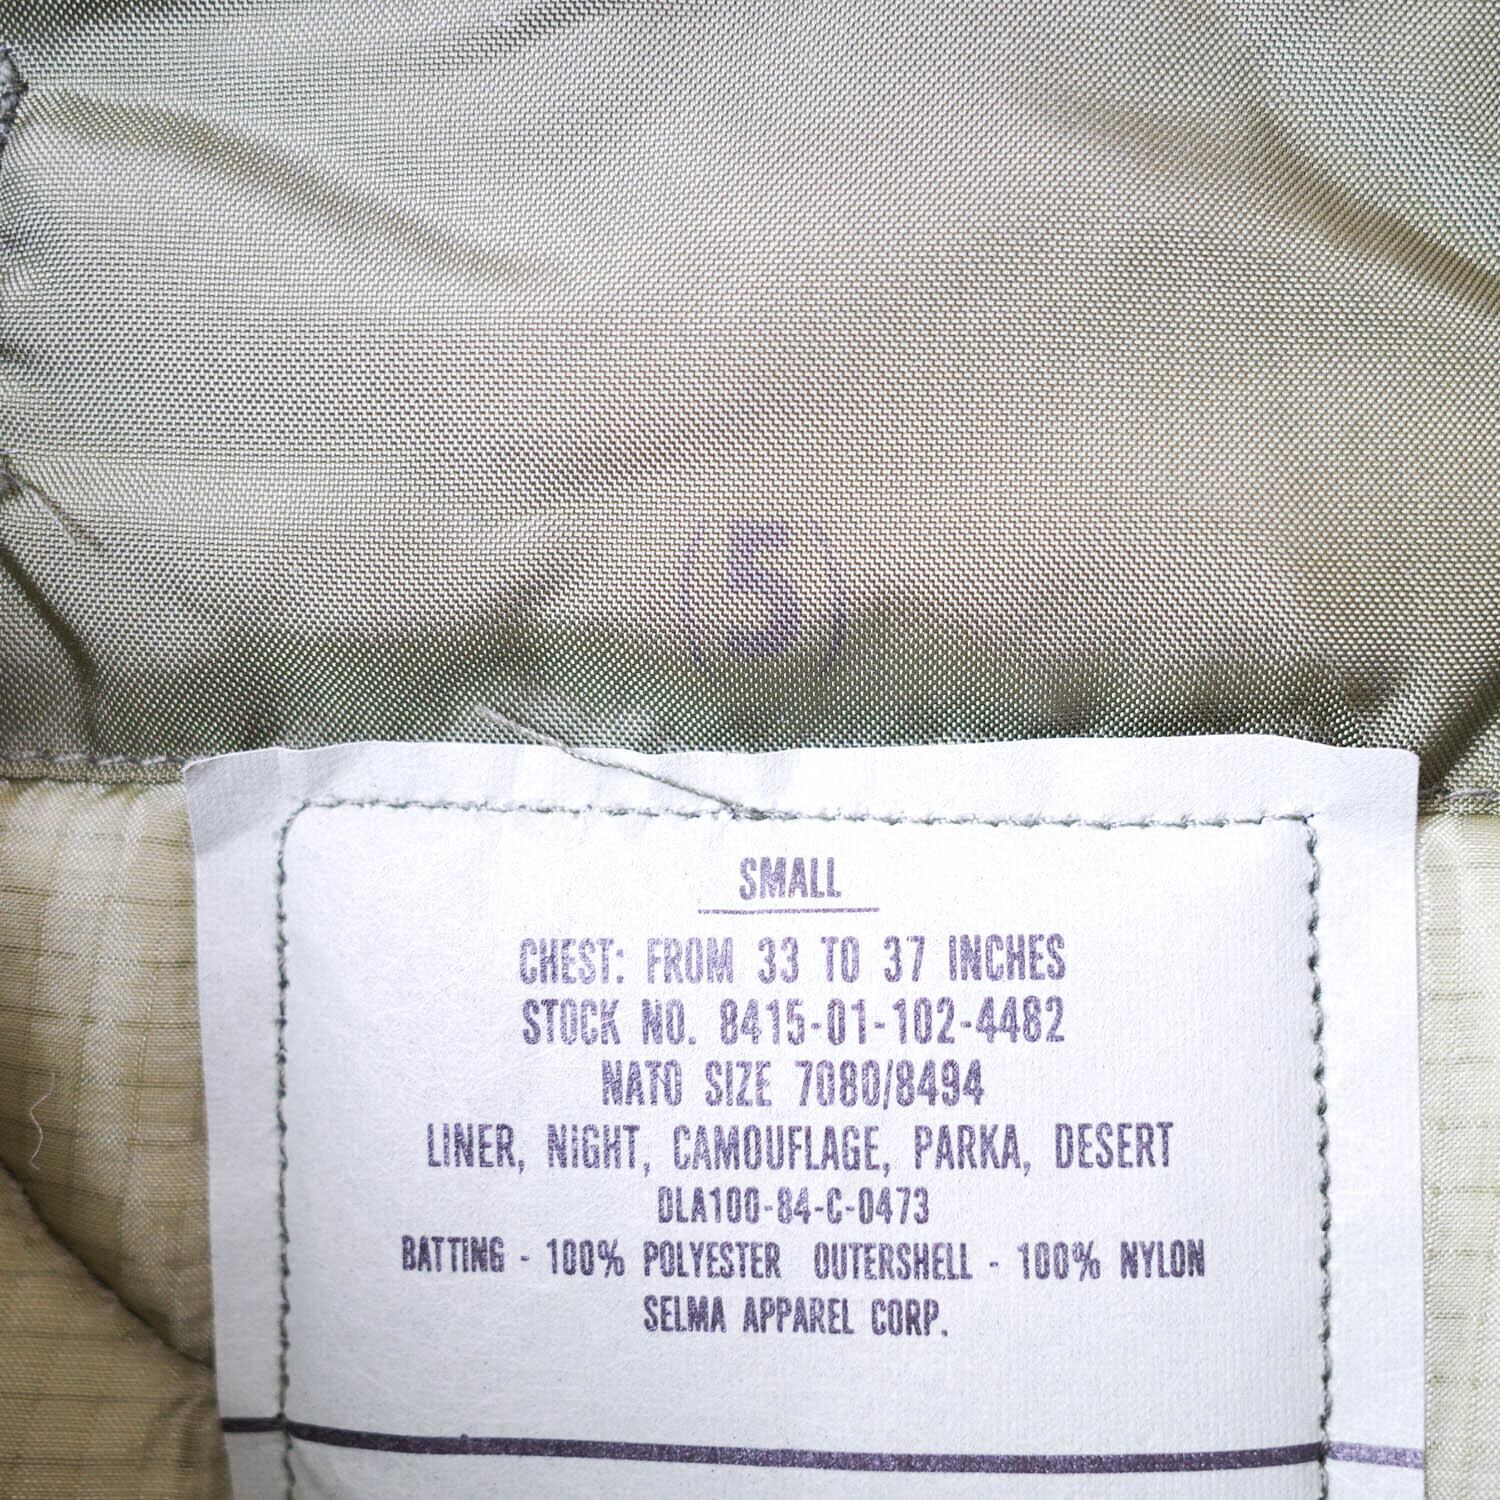 5
SMALL
CHEST: FROM 33 TO 37 INCHES
STOCK NO. 8415-01-102-4482
NATO SIZE 7080/8494
LINER, NIGHT, CAMOUFLAGE, PARKA, DESERT
DLA100-84-C-0473
BATTING - 100% POLYESTER OUTERSHELL - 100% NYLON
SELMA APPAREL CORP.